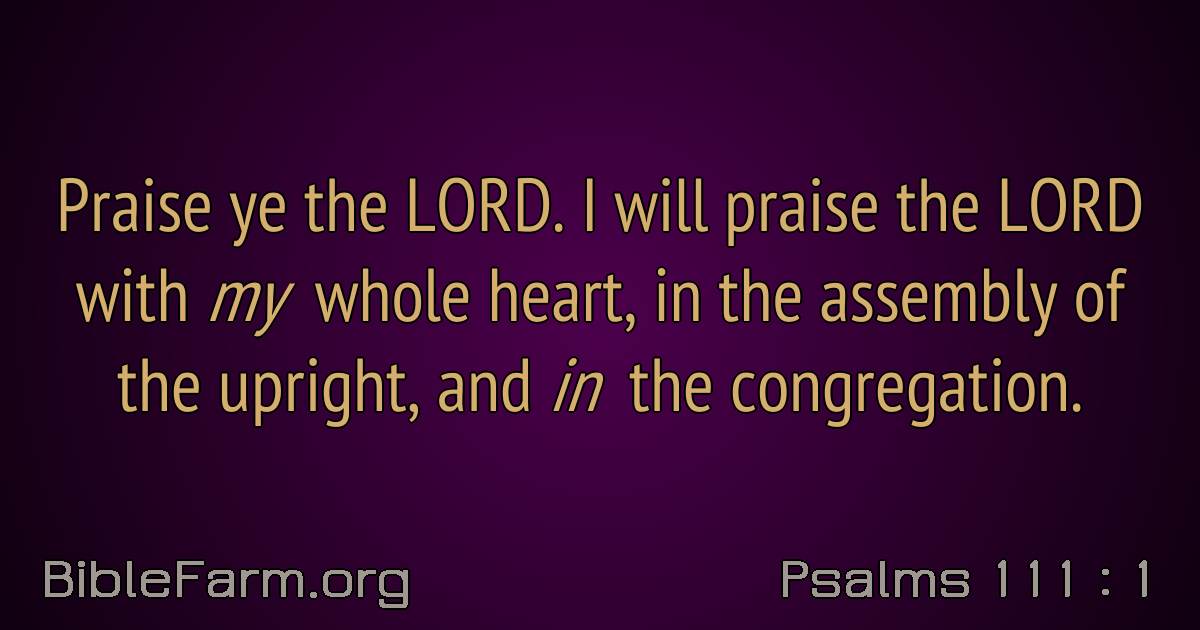 Praise ye the LORD. I will praise the LORD
with my whole heart, in the assembly of
the upright, and in the congregation.
BibleFarm.org
Psalms 111 : 1